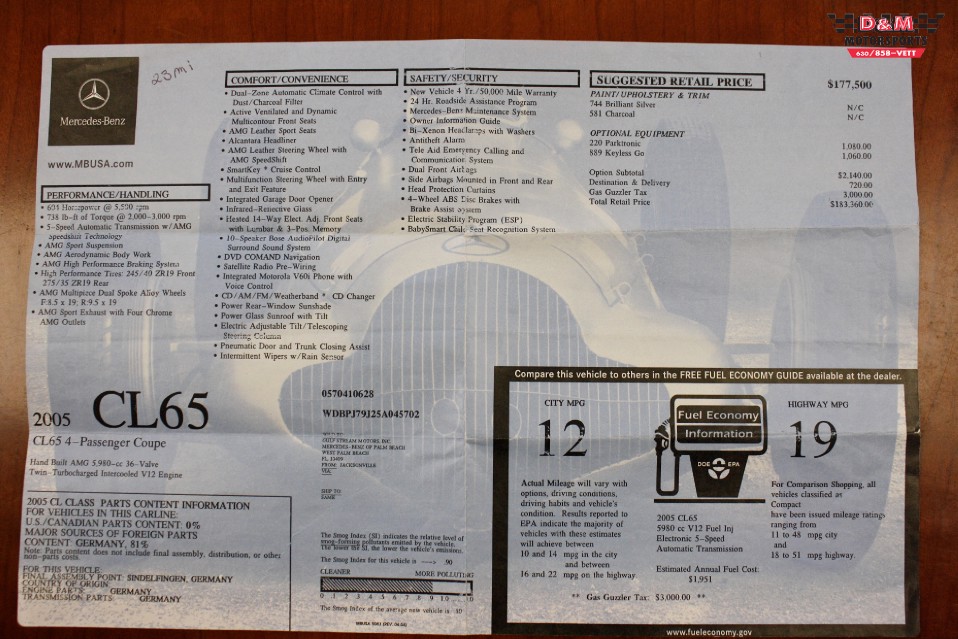 D&M
MOTORSPORTS
630/858-VETT
23mi
Mercedes-Benz
www.MBUSA.com
PERFORMANCE/HANDLING
• 604 Horsepower @ 5,500 rpm
• 738 lb-ft of Torque @ 2,000-3,000 rpm
• 5-Speed Automatic Transmission w/AMG
Speedshift Technology
• AMG Sport Suspension
• AMG Aerodynamic Body Work
• AMG High Performance Braking System
• High Performance Tires: 245/40 ZR19 Front
275/35 ZR19 Rear
• AMG Multipiece Dual Spoke Alloy Wheels
F:8.5 x 19; R:9.5 x 19
• AMG Sport Exhaust with Four Chrome
AMG Outlets
COMFORT/CONVENIENCE
• Dual-Zone Automatic Climate Control with
Dust/Charcoal Filter
• Active Ventilated and Dynamic
Multicontour Front Seats
• AMG Leather Sport Seats
• Alcantara Headliner
• AMG Leather Steering Wheel with
AMG SpeedShift
• SmartKey * Cruise Control
• Multifunction Steering Wheel with Entry
and Exit Feature
• Integrated Garage Door Opener
• Infrared-Reflective Glass
• Heated 14-Way Elect. Adj. Front Seats
with Lumbar & 3-Pos. Memory
• 10-Speaker Bose AudioPilot Digital
Surround Sound System
• DVD COMAND Navigation
• Satellite Radio Pre-Wiring
• Integrated Motorola V60i Phone with
Voice Control
• CD/AM/FM/Weatherband * CD Changer
• Power Rear-Window Sunshade
• Power Glass Sunroof with Tilt
• Electric Adjustable Tilt/Telescoping
Steering Column
• Pneumatic Door and Trunk Closing Assist
• Intermittent Wipers w/Rain Sensor
SAFETY/SECURITY
• New Vehicle 4 Yr./50,000 Mile Warranty
• 24 Hr. Roadside Assistance Program
• Mercedes-Benz Maintenance System
• Owner Information Guide
• Bi-Xenon Headlamps with Washers
• Antitheft Alarm
• Tele Aid Emergency Calling and
Communication System
• Dual Front Airbags
• Side Airbags Mounted in Front and Rear
• Head Protection Curtains
• 4-Wheel ABS Disc Brakes with
Brake Assist System
• Electric Stability Program (ESP)
• BabySmart Child Seat Recognition System
SUGGESTED RETAIL PRICE $177,500
PAINT/UPHOLSTERY & TRIM
744 Brilliant Silver N/C
581 Charcoal N/C
OPTIONAL EQUIPMENT
220 Parktronic 1,080.00
889 Keyless Go 1,060.00
Option Subtotal $2,140.00
Destination & Delivery 720.00
Gas Guzzler Tax 3,000.00
Total Retail Price $183,360.00
2005 CL65
CL65 4-Passenger Coupe
Hand Built AMG 5,980-cc 36-Valve
Twin-Turbocharged Intercooled V12 Engine
2005 CL CLASS PARTS CONTENT INFORMATION
FOR VEHICLES IN THIS CARLINE:
U.S./CANADIAN PARTS CONTENT: 0%
MAJOR SOURCES OF FOREIGN PARTS
CONTENT: GERMANY, 81%
Note: Parts content does not include final assembly, distribution, or other
non-parts costs.
FOR THIS VEHICLE:
FINAL ASSEMBLY POINT: SINDELFINGEN, GERMANY
COUNTRY OF ORIGIN:
ENGINE PARTS: GERMANY
TRANSMISSION PARTS: GERMANY
0570410628
WDBPJ79J25A045702
GULF STREAM MOTORS, INC.
MERCEDES-BENZ OF PALM BEACH
WEST PALM BEACH
FL 33409
FROM: JACKSONVILLE
VIA:
SHIP TO:
SAME
The Smog Index (SI) indicates the relative level of
smog-forming pollutants emitted by the vehicle.
The lower the SI, the lower the vehicle's emissions.
The Smog Index for this vehicle is ----> .90
CLEANER MORE POLLUTING
The Smog Index of the average new vehicle is .30
Compare this vehicle to others in the FREE FUEL ECONOMY GUIDE available at the dealer.
CITY MPG
12
Fuel Economy
Information
DOE EPA
HIGHWAY MPG
19
Actual Mileage will vary with
options, driving conditions,
driving habits and vehicle's
condition. Results reported to
EPA indicate the majority of
vehicles with these estimates
will achieve between
10 and 14 mpg in the city
and between
16 and 22 mpg on the highway.
2005 CL65
5980 cc V12 Fuel Inj
Electronic 5-Speed
Automatic Transmission
Estimated Annual Fuel Cost:
$1,951
For Comparison Shopping, all
vehicles classified as
Compact
have been issued mileage ratings
ranging from
11 to 48 mpg city
and
18 to 51 mpg highway.
** Gas Guzzler Tax: $3,000.00 **
www.fueleconomy.gov